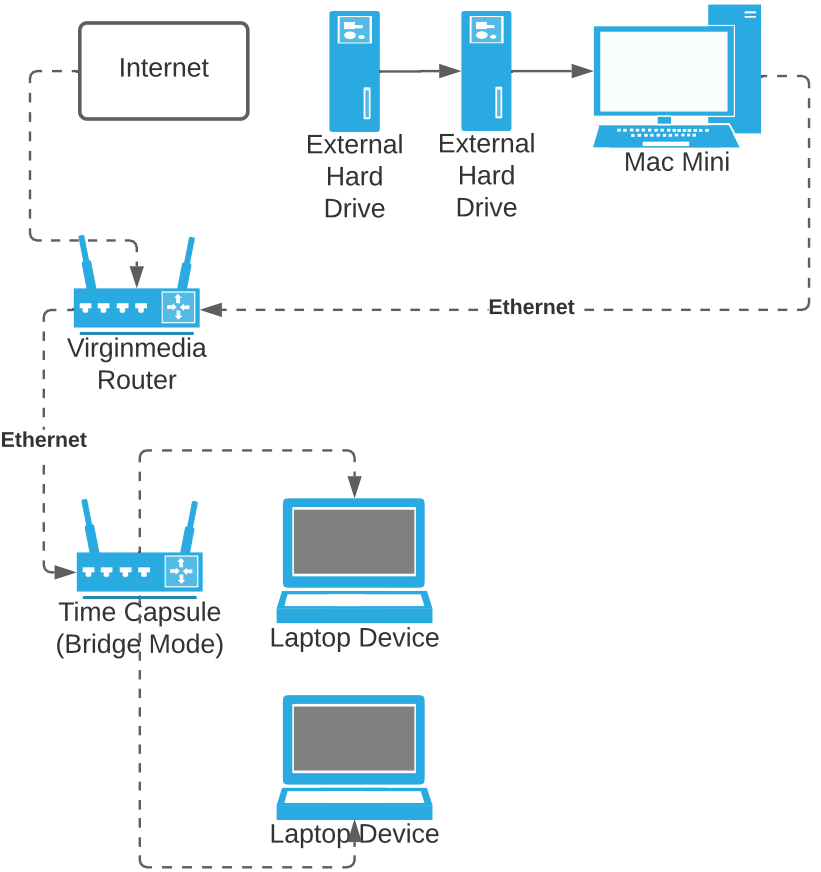 Internet
External
Hard
Drive
External
Hard
Drive
Mac Mini
Ethernet
Virginmedia
Router
Ethernet
Time Capsule
(Bridge Mode)
Laptop Device
Laptop Device